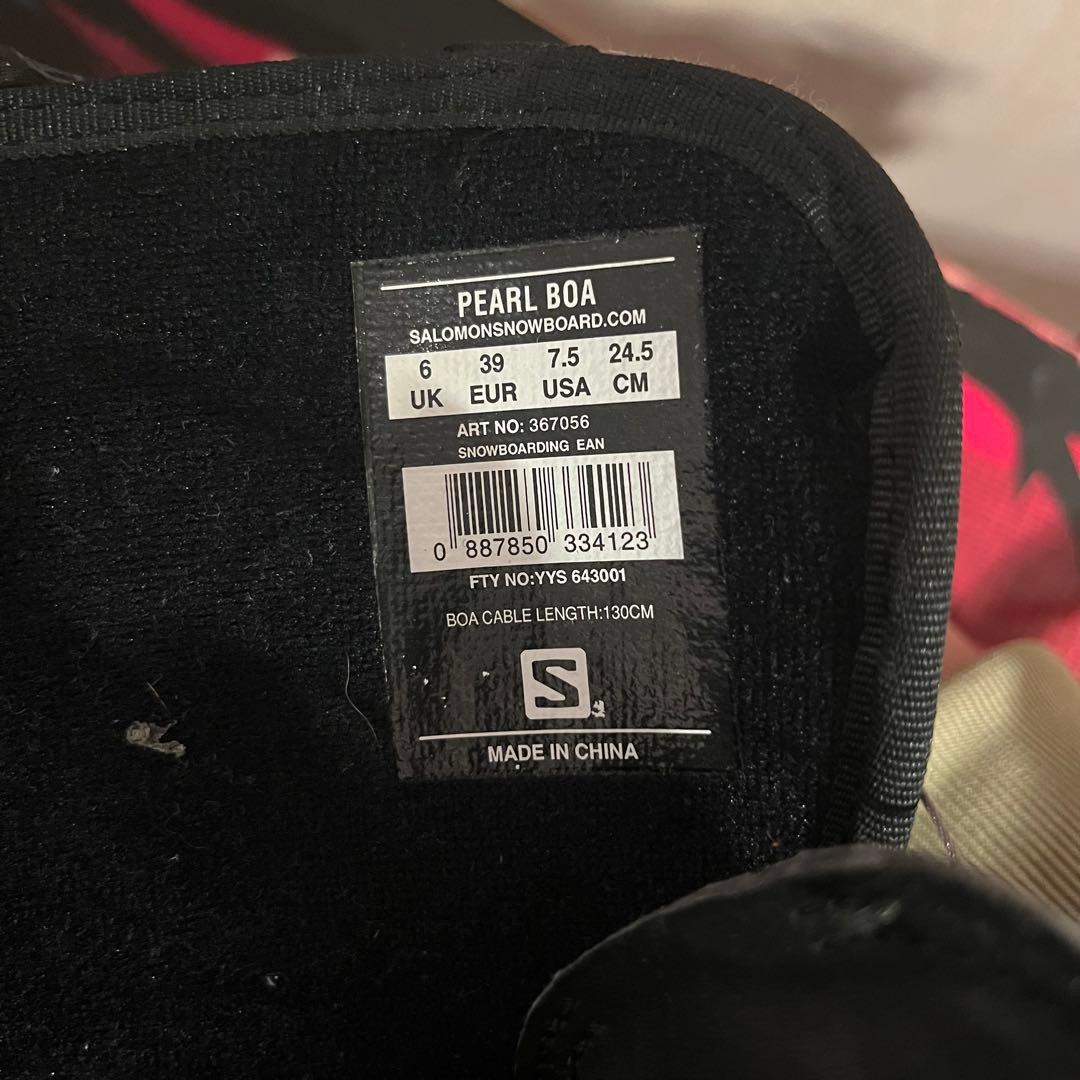 PEARL BOA
SALOMONSNOWBOARD.COM
6 39 7.5 24.5
UK EUR USA CM
ART NO: 367056
SNOWBOARDING EAN
0 887850 334123
FTY NO:YYS 643001
BOA CABLE LENGTH:130CM
S
MADE IN CHINA